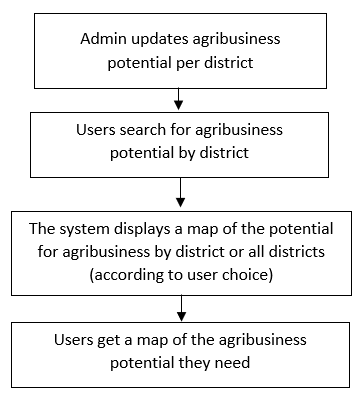 Admin updates agribusiness
potential per district
Users search for agribusiness
potential by district
The system displays a map of the potential
for agribusiness by district or all districts
(according to user choice)
Users get a map of the agribusiness
potential they need